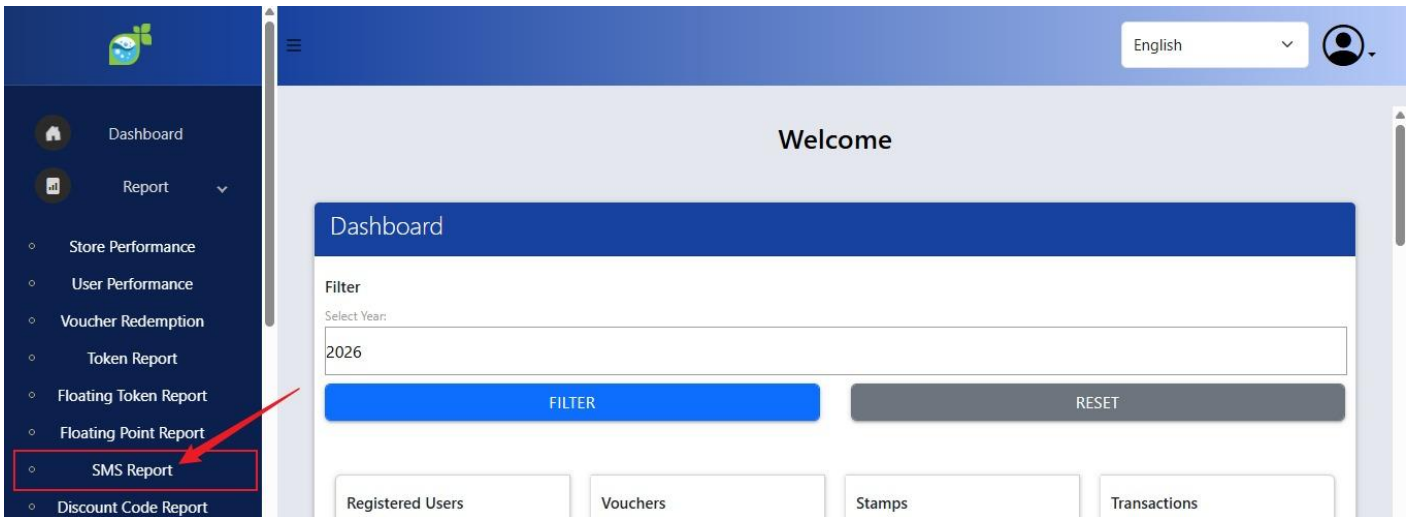 English
Dashboard
Report
Store Performance
User Performance
Voucher Redemption
Token Report
Floating Token Report
Floating Point Report
SMS Report
Discount Code Report
Welcome
Dashboard
Filter
Select Year:
2026
FILTER RESET
Registered Users Vouchers Stamps Transactions